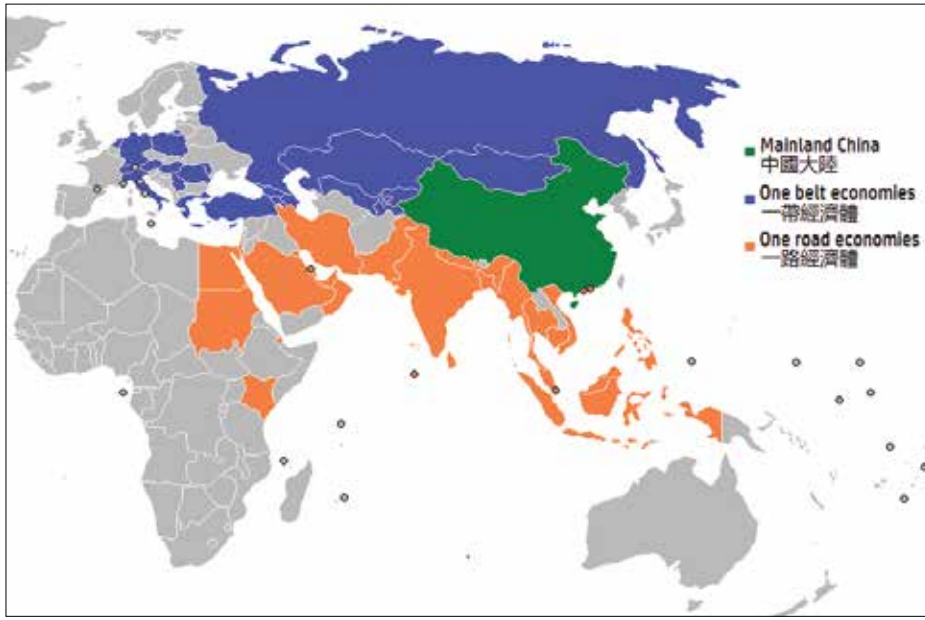 Mainland China
中國大陸
One belt economies
一帶經濟體
One road economies
一路經濟體